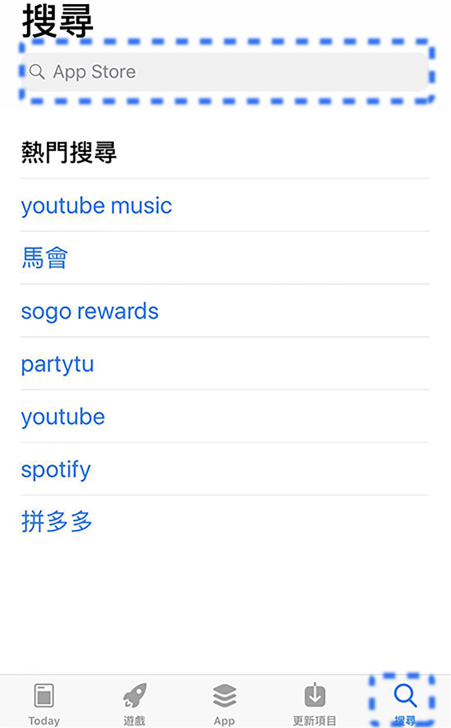 搜尋
App Store
熱門搜尋
youtube music
馬會
sogo rewards
partytu
youtube
spotify
拼多多
Today
遊戲
App
更新項目
搜尋